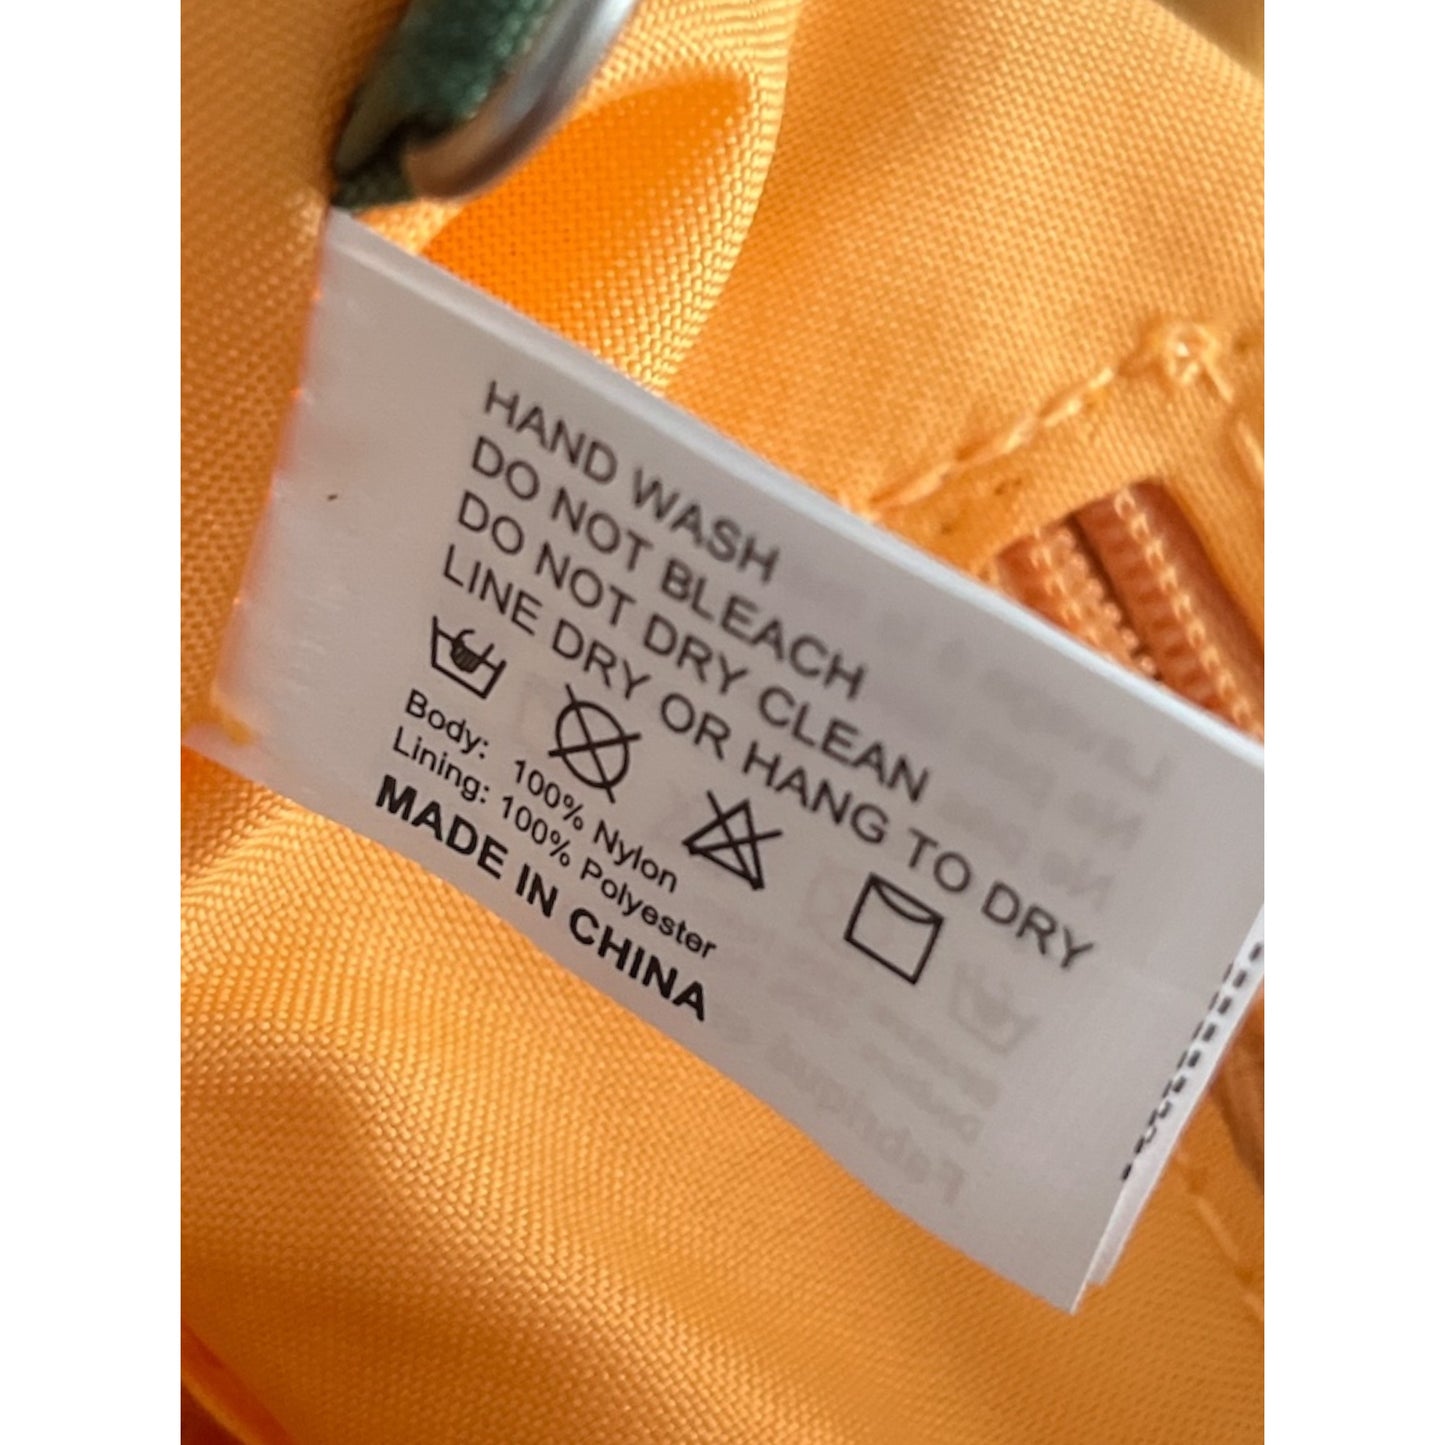 HAND WASH
DO NOT BLEACH
DO NOT DRY CLEAN
LINE DRY OR HANG TO DRY
Body: 100% Nylon
Lining: 100% Polyester
MADE IN CHINA